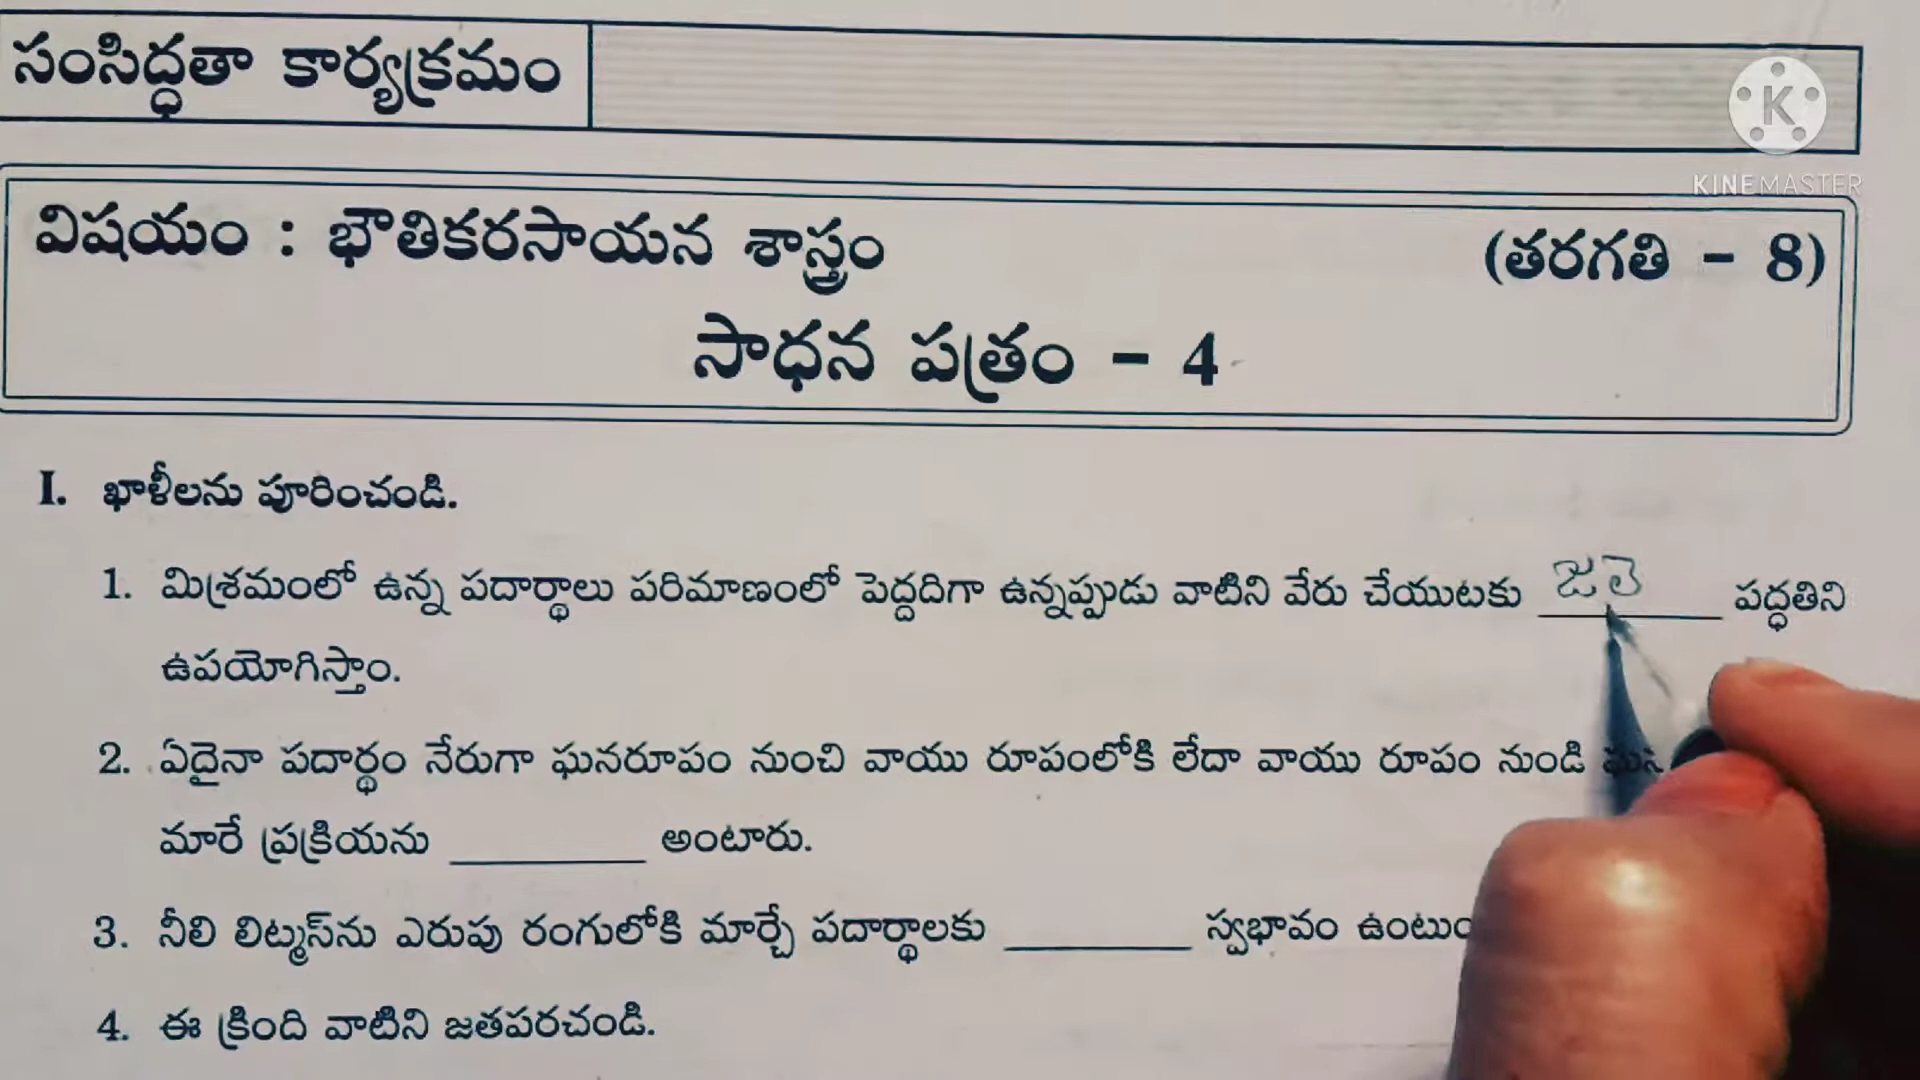 సంసిద్ధతా కార్యక్రమం
KINEMASTER
విషయం : భౌతికరసాయన శాస్త్రం (తరగతి - 8)
సాధన పత్రం - 4
I. ఖాళీలను పూరించండి.
1. మిశ్రమంలో ఉన్న పదార్థాలు పరిమాణంలో పెద్దదిగా ఉన్నప్పుడు వాటిని వేరు చేయుటకు జలె పద్ధతిని
ఉపయోగిస్తాం.
2. ఏదైనా పదార్థం నేరుగా ఘనరూపం నుంచి వాయు రూపంలోకి లేదా వాయు రూపం నుండి
మారే ప్రక్రియను ________ అంటారు.
3. నీలి లిట్మస్‌ను ఎరుపు రంగులోకి మార్చే పదార్థాలకు ________ స్వభావం
4. ఈ క్రింది వాటిని జతపరచండి.